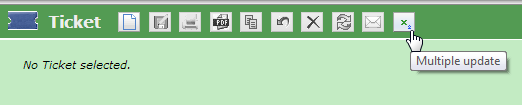 Ticket
PDF
Multiple update
No Ticket selected.